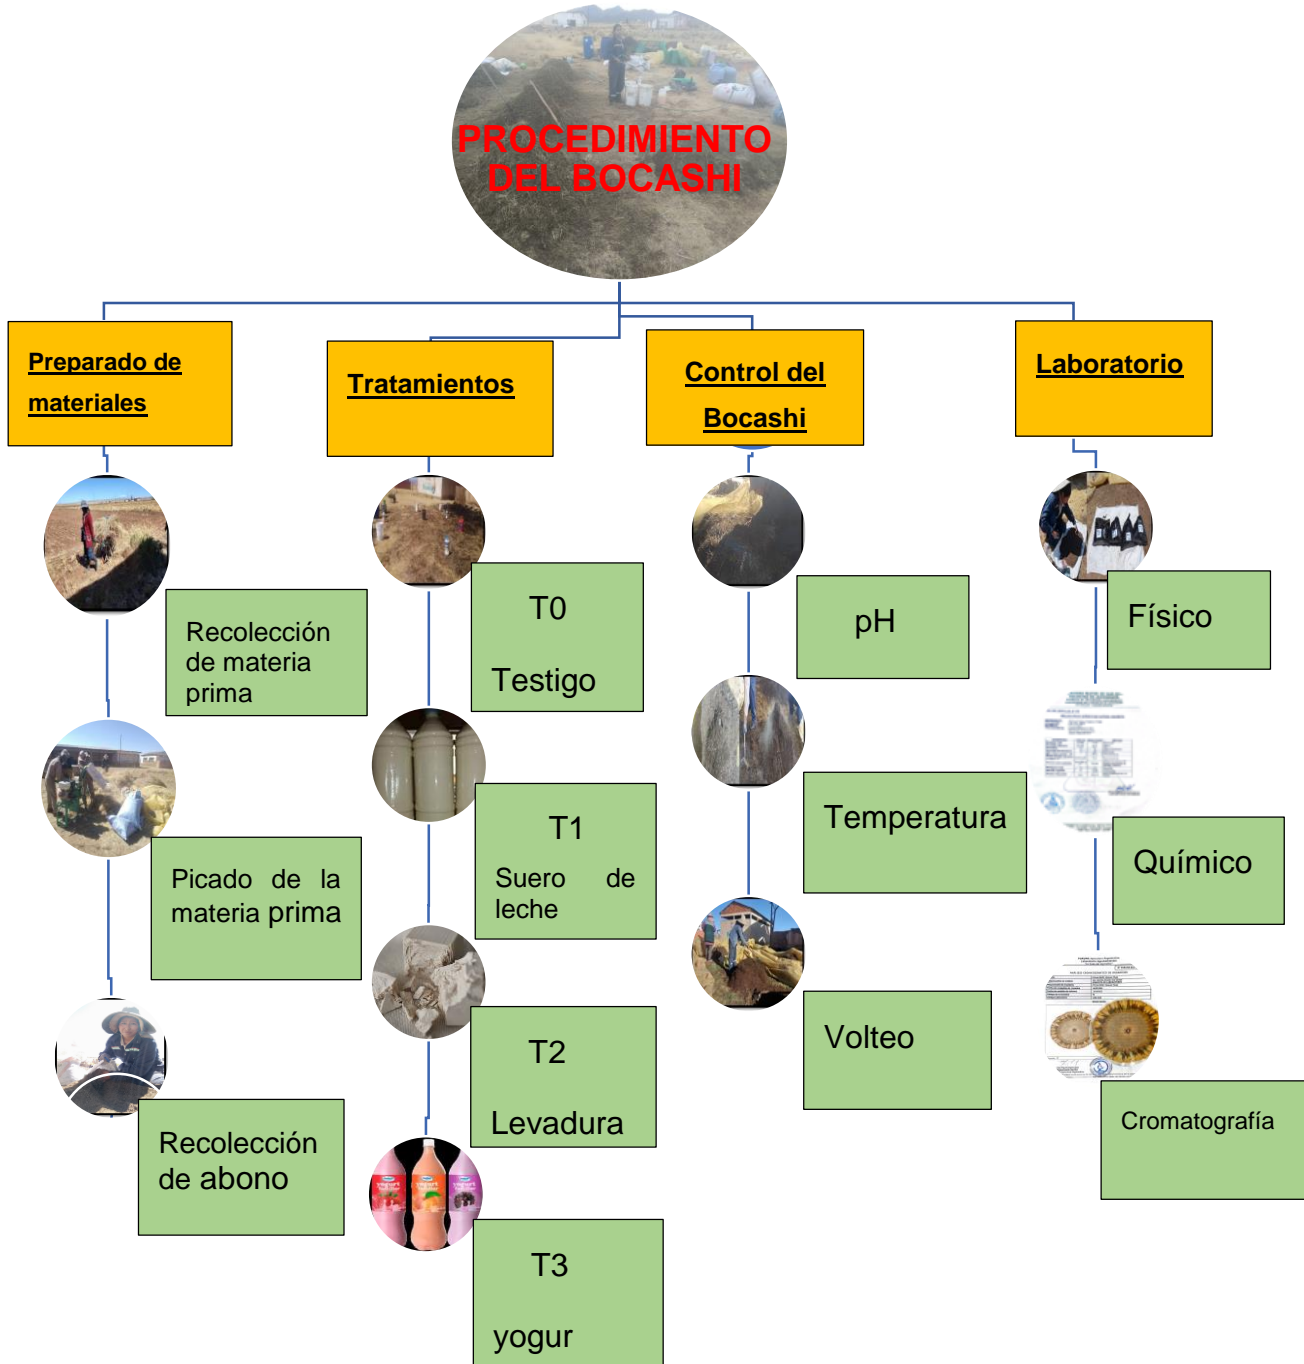 PROCEDIMIENTO
DEL BOCASHI
Preparado de
materiales
Recolección
de materia
prima
Picado de la
materia prima
Recolección
de abono
Tratamientos
T0
Testigo
T1
Suero de
leche
T2
Levadura
T3
yogur
Control del
Bocashi
pH
Temperatura
Volteo
Laboratorio
Físico
Químico
Cromatografía